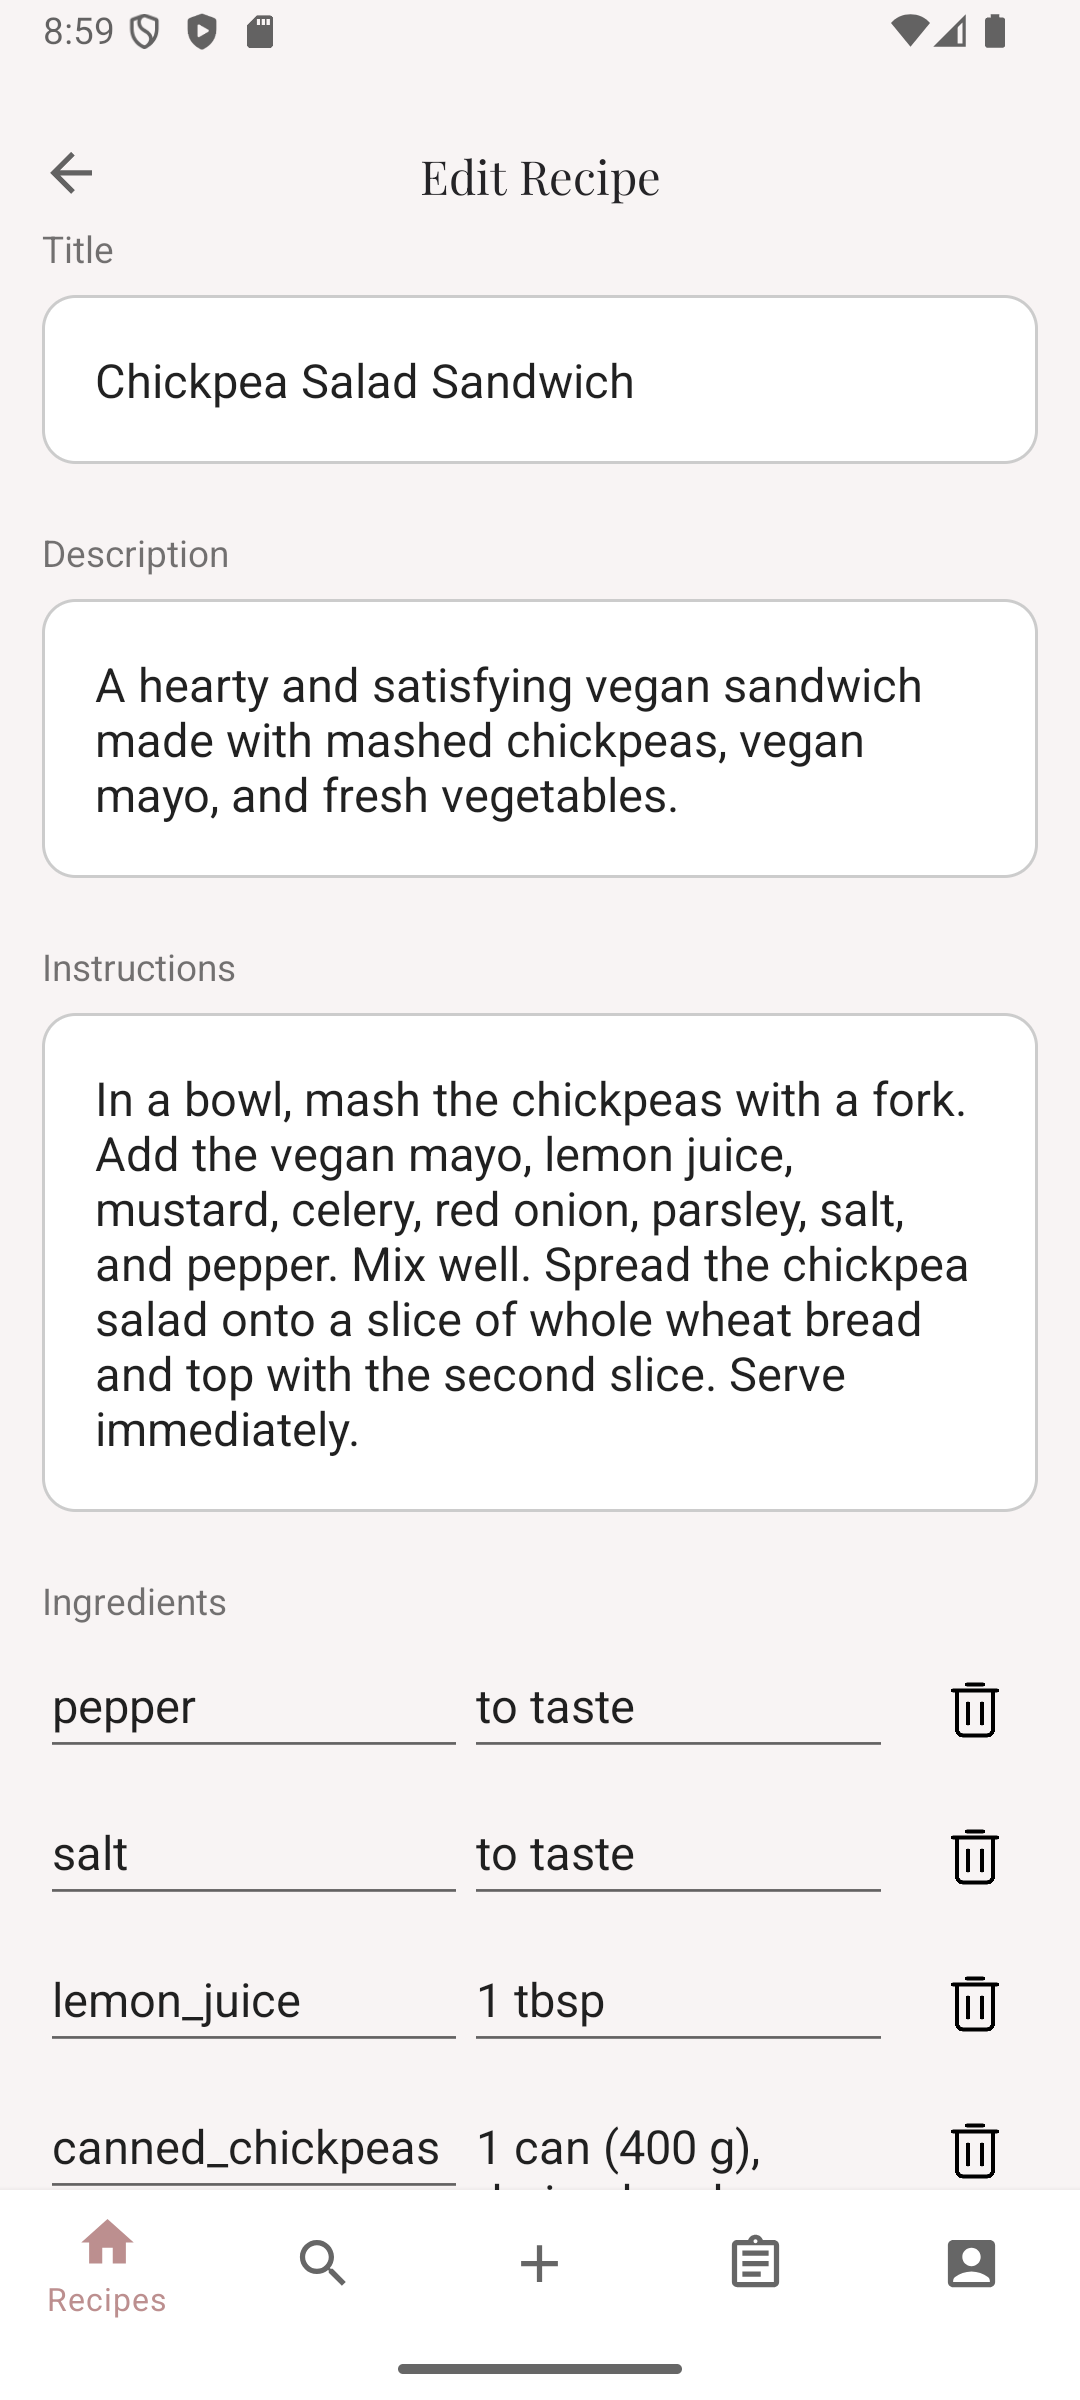 8:59
Edit Recipe
Title
Chickpea Salad Sandwich
Description
A hearty and satisfying vegan sandwich
made with mashed chickpeas, vegan
mayo, and fresh vegetables.
Instructions
In a bowl, mash the chickpeas with a fork.
Add the vegan mayo, lemon juice,
mustard, celery, red onion, parsley, salt,
and pepper. Mix well. Spread the chickpea
salad onto a slice of whole wheat bread
and top with the second slice. Serve
immediately.
Ingredients
pepper to taste
salt to taste
lemon_juice 1 tbsp
canned_chickpeas 1 can (400 g),
Recipes